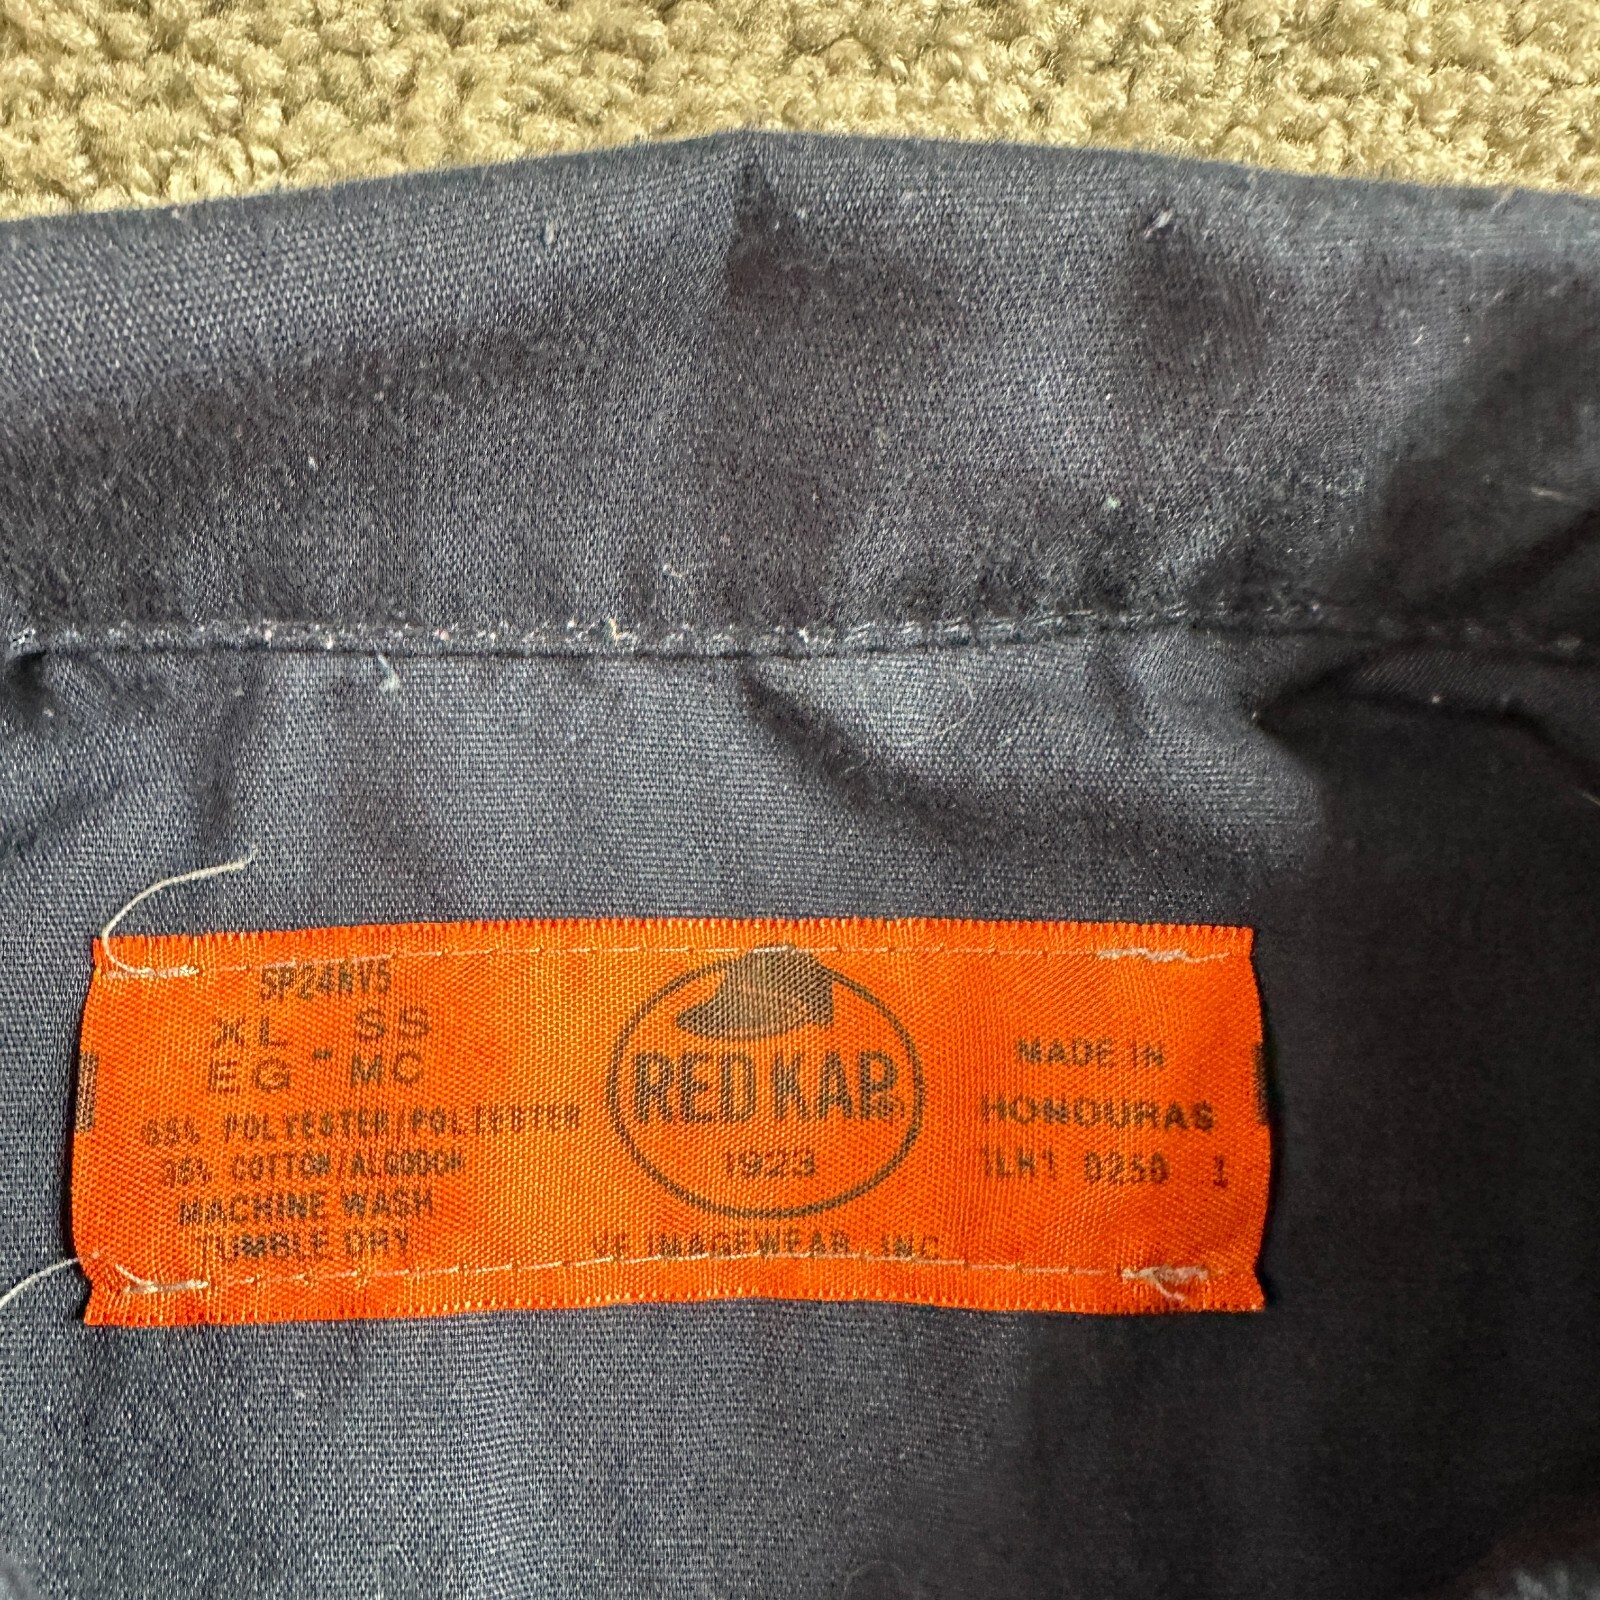 SP24NV5
XL - SS
EG - MC
65% POLYESTER/POLIESTER
35% COTTON/ALGODON
MACHINE WASH
TUMBLE DRY
RED KAP
1923
VF IMAGEWEAR, INC
MADE IN
HONDURAS
1LH1 0250 1